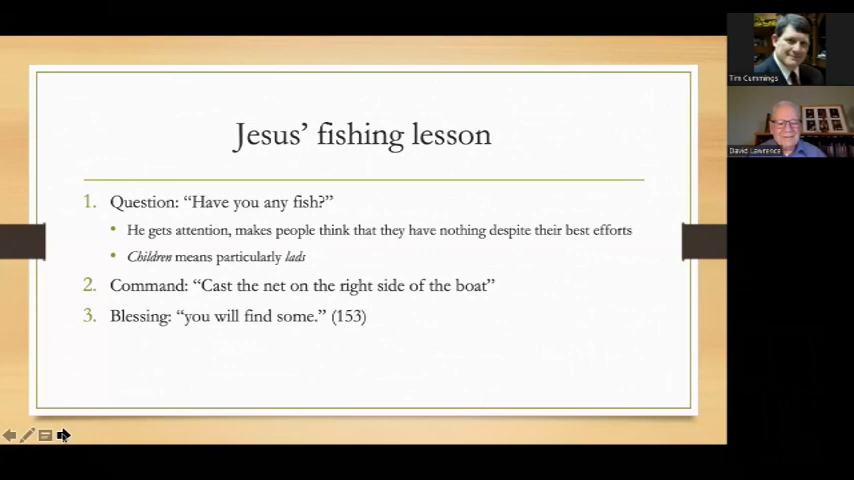 Jesus' fishing lesson
1. Question: "Have you any fish?"
• He gets attention, makes people think that they have nothing despite their best efforts
• Children means particularly lads
2. Command: "Cast the net on the right side of the boat"
3. Blessing: "you will find some." (153)
Tim Cummings
David Lawrence